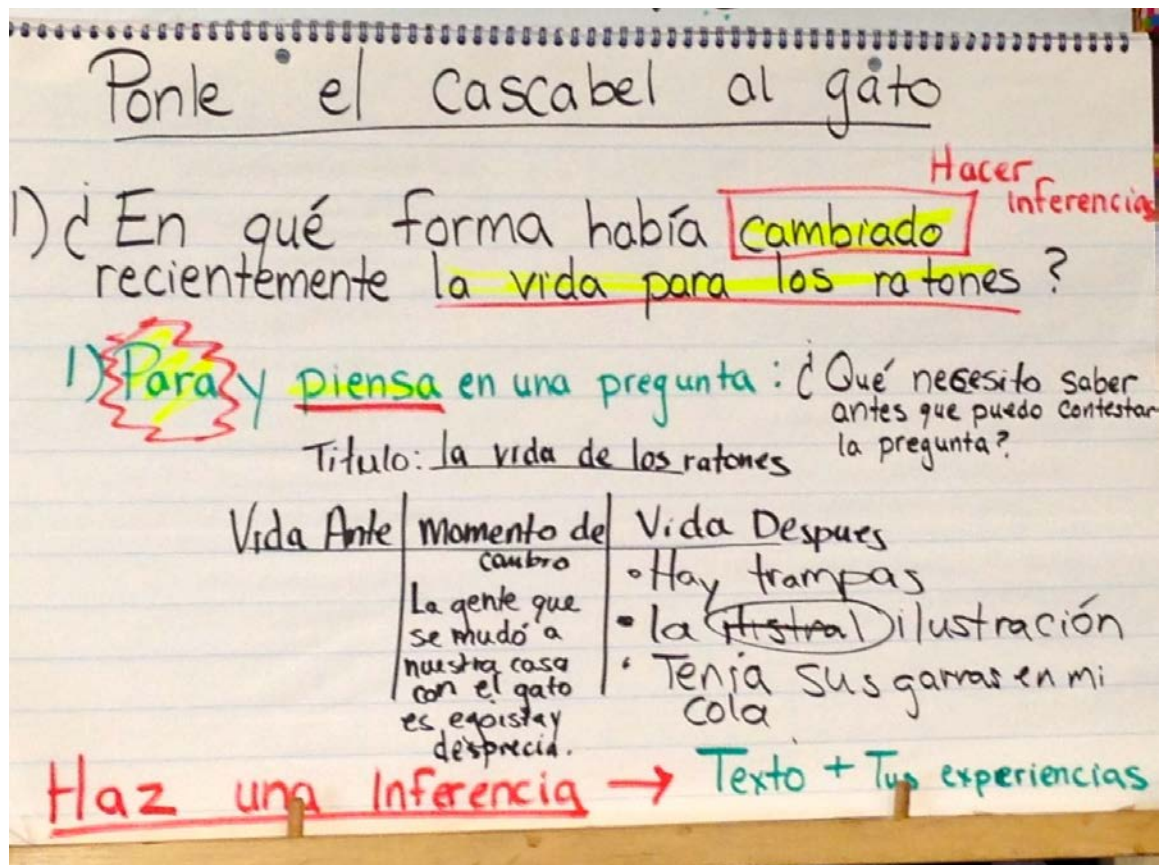 Ponle el cascabel al gato
Hacer
inferencias
1) ¿En qué forma había cambiado
recientemente la vida para los ratones?
1) Para y piensa en una pregunta: ¿Qué necesito saber
antes que puedo contestar
la pregunta?
Titulo: la vida de los ratones
Vida Ante
Momento de
cambio
La gente que
se mudó a
nuestra casa
con el gato
es egoista y
desprecia.
Vida Despues
• Hay trampas
• la ilustración
• Tenia sus garras en mi
cola
Haz una Inferencia → Texto + Tus experiencias